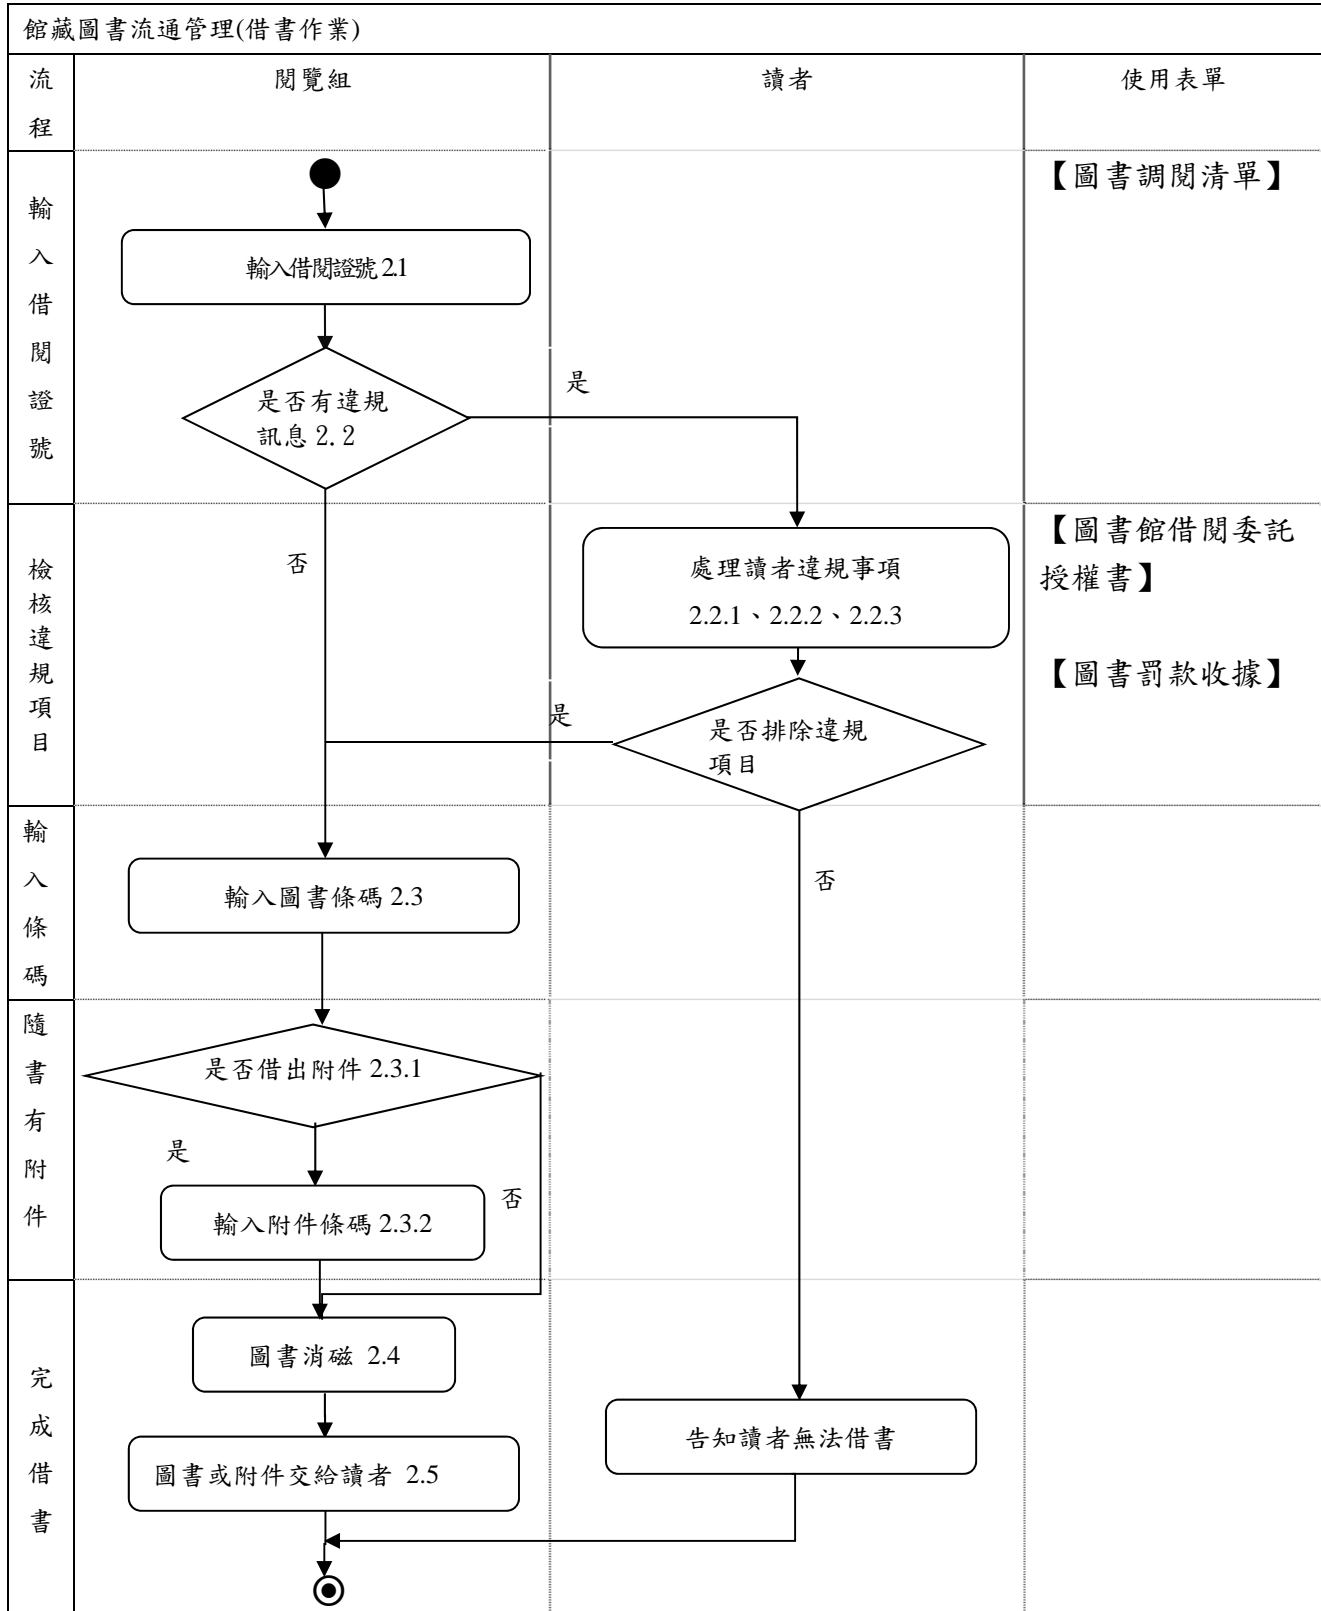 館藏圖書流通管理(借書作業)
流程
閱覽組
讀者
使用表單
輸入借閱證號
【圖書調閱清單】
輸入借閱證號 2.1
是否有違規
訊息 2.2
是
檢核違規項目
否
處理讀者違規事項
2.2.1、2.2.2、2.2.3
【圖書館借閱委託
授權書】
【圖書罰款收據】
是
是否排除違規
項目
輸入條碼
輸入圖書條碼 2.3
否
隨書有附件
是否借出附件 2.3.1
是
否
輸入附件條碼 2.3.2
完成借書
圖書消磁 2.4
圖書或附件交給讀者 2.5
告知讀者無法借書